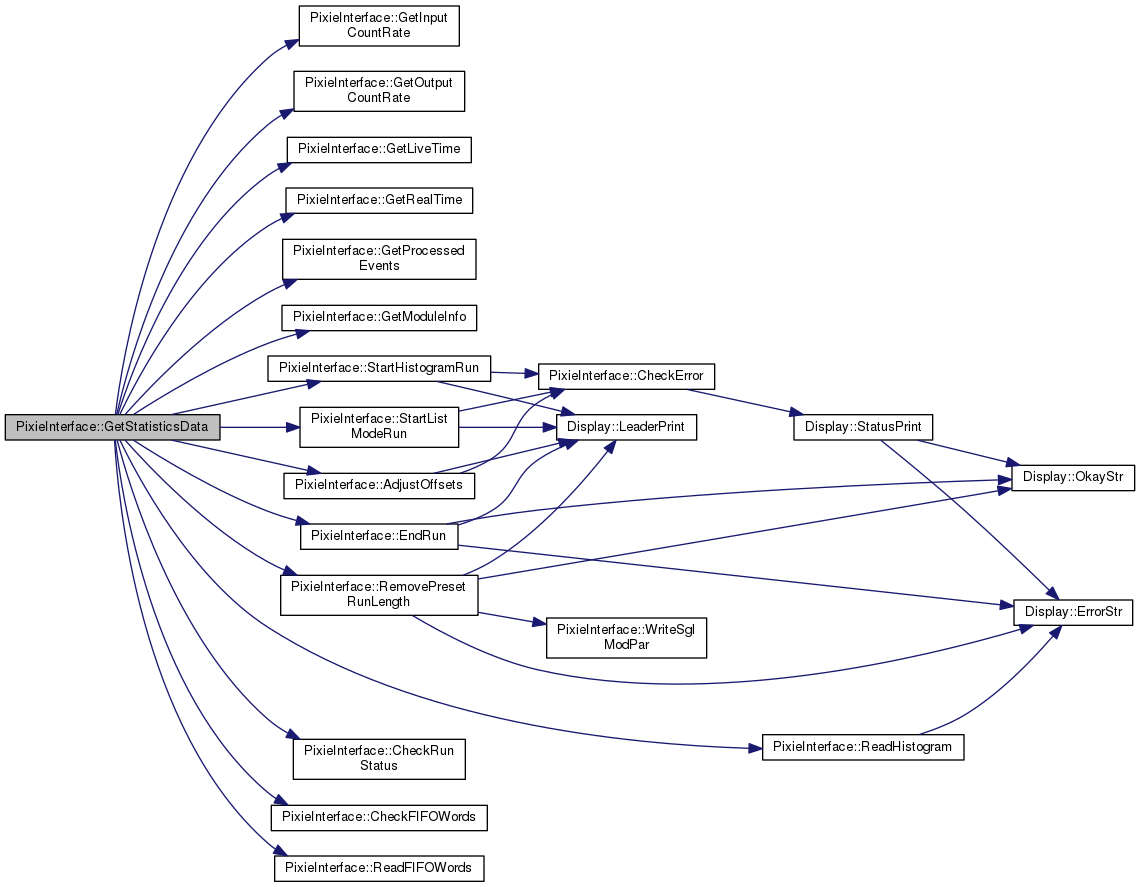 PixieInterface::GetInput
CountRate
PixieInterface::GetOutput
CountRate
PixieInterface::GetLiveTime
PixieInterface::GetRealTime
PixieInterface::GetProcessed
Events
PixieInterface::GetModuleInfo
PixieInterface::StartHistogramRun
PixieInterface::CheckError
PixieInterface::GetStatisticsData
PixieInterface::StartList
ModeRun
Display::LeaderPrint
Display::StatusPrint
PixieInterface::AdjustOffsets
Display::OkayStr
PixieInterface::EndRun
PixieInterface::RemovePreset
RunLength
Display::ErrorStr
PixieInterface::WriteSgl
ModPar
PixieInterface::ReadHistogram
PixieInterface::CheckRun
Status
PixieInterface::CheckFIFOWords
PixieInterface::ReadFIFOWords